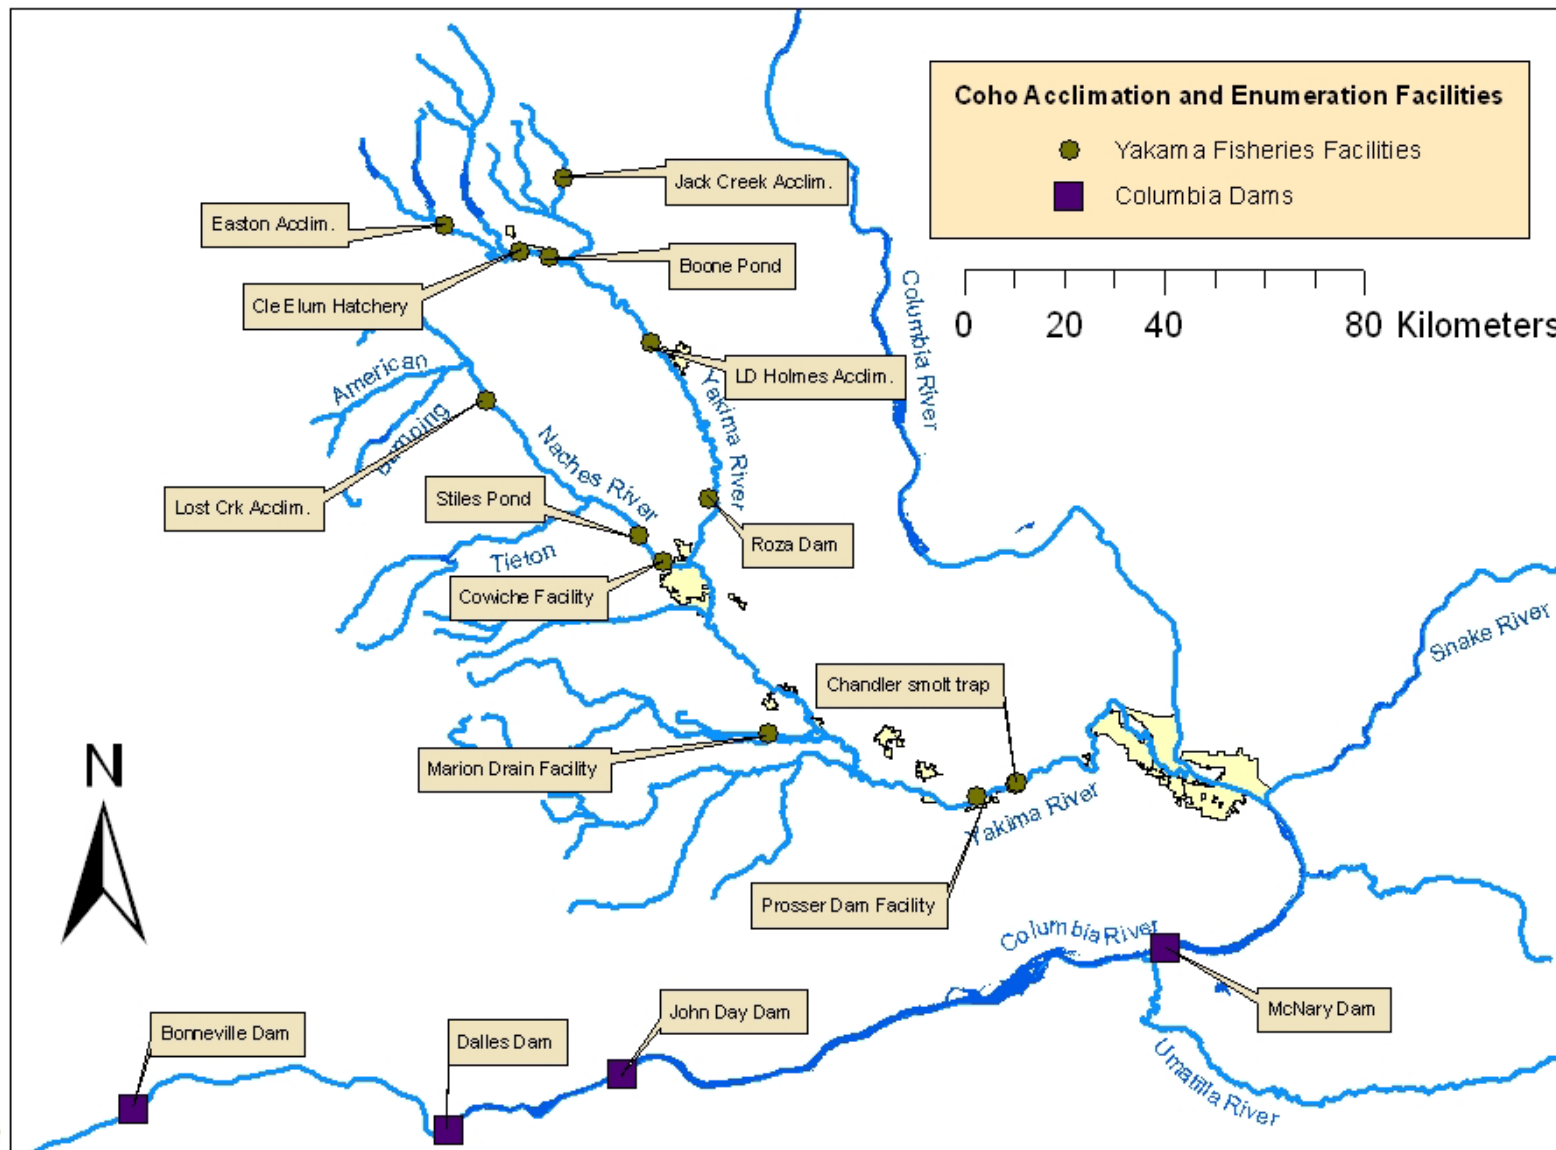 Coho Acclimation and Enumeration Facilities
Yakama Fisheries Facilities
Columbia Dams
0 20 40 80 Kilometers
Jack Creek Acclim.
Easton Acclim.
Boone Pond
Cle Elum Hatchery
Columbia River
American
LD Holmes Acclim.
Yakima River
Naches River
Lost Crk Acclim.
Stiles Pond
Roza Dam
Tieton
Cowiche Facility
Snake River
Chandler smolt trap
N
Marion Drain Facility
Yakima River
Prosser Dam Facility
Columbia River
McNary Dam
John Day Dam
Bonneville Dam
Dalles Dam
Umatilla River